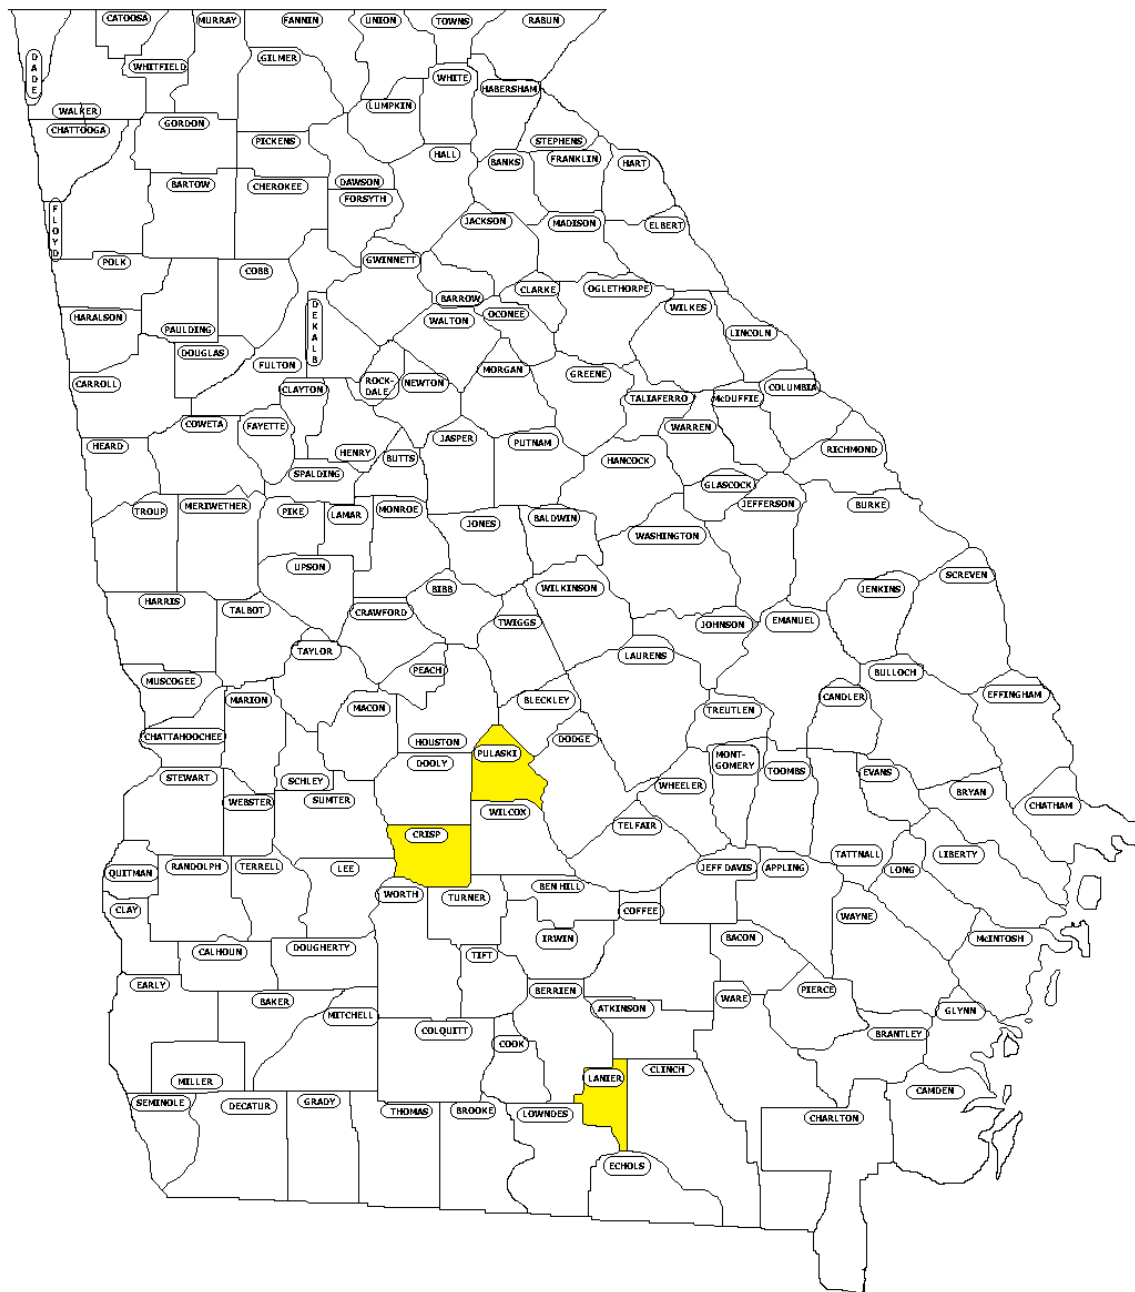 CATOOSA
MURRAY
FANNIN
UNION
TOWNS
RABUN
DADE
WHITFIELD
GILMER
WHITE
HABERSHAM
WALKER
LUMPKIN
CHATTOOGA
GORDON
PICKENS
HALL
STEPHENS
BANKS
FRANKLIN
HART
BARTOW
CHEROKEE
DAWSON
FORSYTH
FLOYD
JACKSON
MADISON
ELBERT
POLK
COBB
GWINNETT
BARROW
CLARKE
OGLETHORPE
HARALSON
PAULDING
DEKALB
WALTON
OCONEE
WILKES
LINCOLN
DOUGLAS
FULTON
CARROLL
CLAYTON
ROCK-
DALE
NEWTON
MORGAN
GREENE
TALIAFERRO
McDUFFIE
COLUMBIA
COWETA
FAYETTE
WARREN
HEARD
HENRY
BUTTS
JASPER
PUTNAM
HANCOCK
RICHMOND
SPALDING
GLASCOCK
TROUP
MERIWETHER
PIKE
LAMAR
MONROE
JONES
BALDWIN
JEFFERSON
BURKE
WASHINGTON
UPSON
BIBB
WILKINSON
JENKINS
SCREVEN
HARRIS
TALBOT
CRAWFORD
TWIGGS
JOHNSON
EMANUEL
TAYLOR
PEACH
LAURENS
BULLOCH
MUSCOGEE
MARION
MACON
BLECKLEY
TREUTLEN
CANDLER
EFFINGHAM
CHATTAHOOCHEE
HOUSTON
PULASKI
DODGE
MONT-
GOMERY
STEWART
SCHLEY
DOOLY
WHEELER
TOOMBS
EVANS
BRYAN
CHATHAM
WEBSTER
SUMTER
WILCOX
TELFAIR
CRISP
QUITMAN
RANDOLPH
TERRELL
LEE
JEFF DAVIS
APPLING
TATTNALL
LONG
LIBERTY
CLAY
WORTH
TURNER
BEN HILL
COFFEE
WAYNE
CALHOUN
DOUGHERTY
TIFT
IRWIN
BACON
McINTOSH
EARLY
BAKER
MITCHELL
BERRIEN
ATKINSON
WARE
PIERCE
GLYNN
COLQUITT
COOK
BRANTLEY
MILLER
LANIER
CLINCH
CAMDEN
SEMINOLE
DECATUR
GRADY
THOMAS
BROOKE
LOWNDES
CHARLTON
ECHOLS